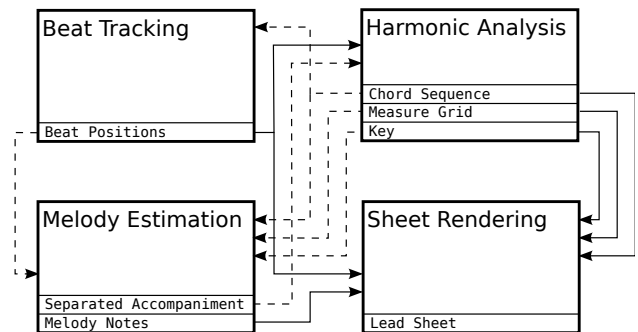 Beat Tracking
Beat Positions
Harmonic Analysis
Chord Sequence
Measure Grid
Key
Melody Estimation
Separated Accompaniment
Melody Notes
Sheet Rendering
Lead Sheet